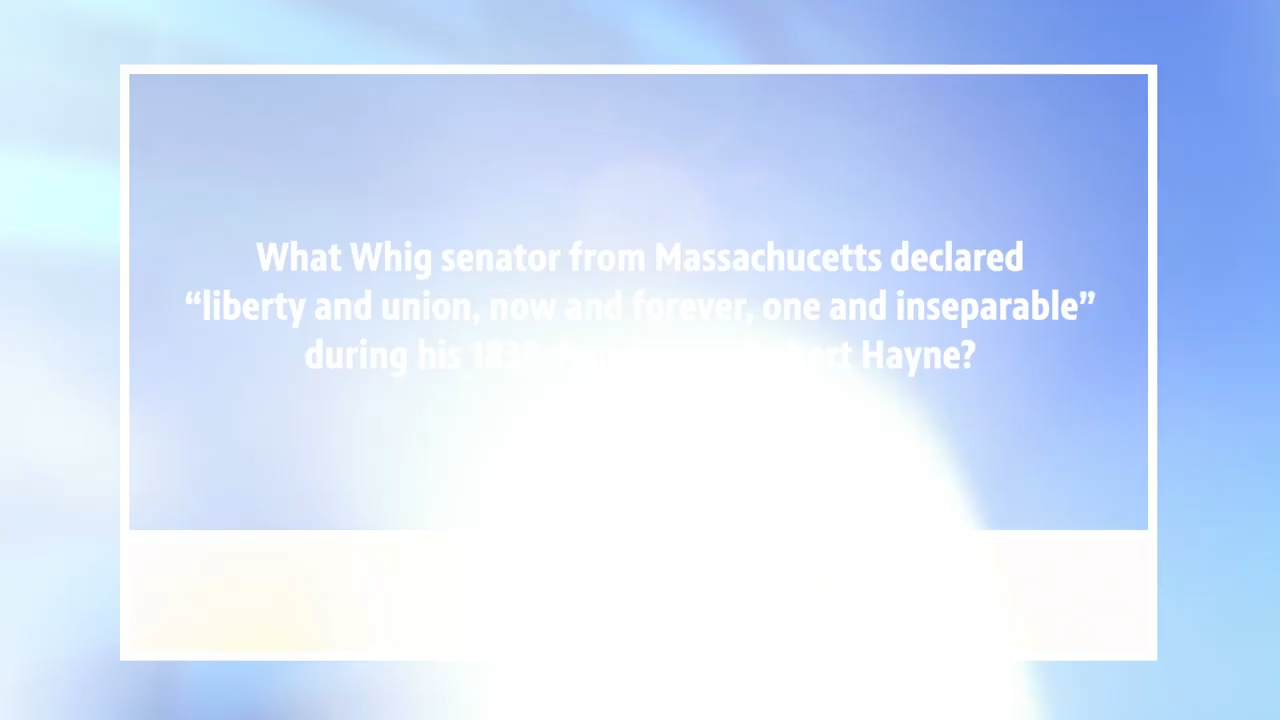 What Whig senator from Massachucetts declared
“liberty and union, now and forever, one and inseparable”
during his Hayne?